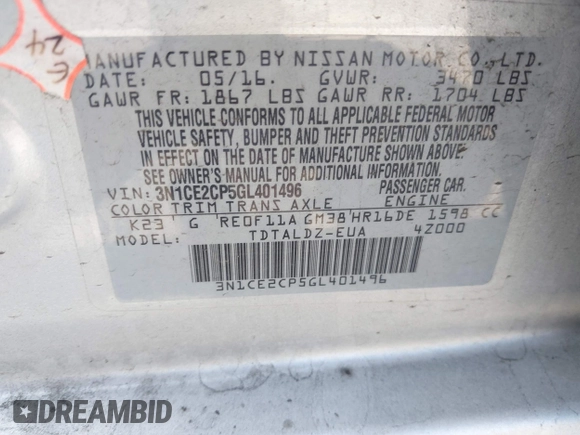 24
MANUFACTURED BY NISSAN MOTOR CO., LTD.
DATE: 05/16. GVWR: 3470 LBS
GAWR FR: 1867 LBS GAWR RR: 1704 LBS
THIS VEHICLE CONFORMS TO ALL APPLICABLE FEDERAL MOTOR
VEHICLE SAFETY, BUMPER AND THEFT PREVENTION STANDARDS
IN EFFECT ON THE DATE OF MANUFACTURE SHOWN ABOVE.
SEE OWNER'S MANUAL FOR ADDITIONAL INFORMATION.
VIN: 3N1CE2CP5GL401496 PASSENGER CAR.
COLOR TRIM TRANS AXLE ENGINE
K23 G RE0F11A GM38 HR16DE 1598 CC
MODEL: TDTALDZ-EUA 4Z000
3N1CE2CP5GL401496
DREAMBID